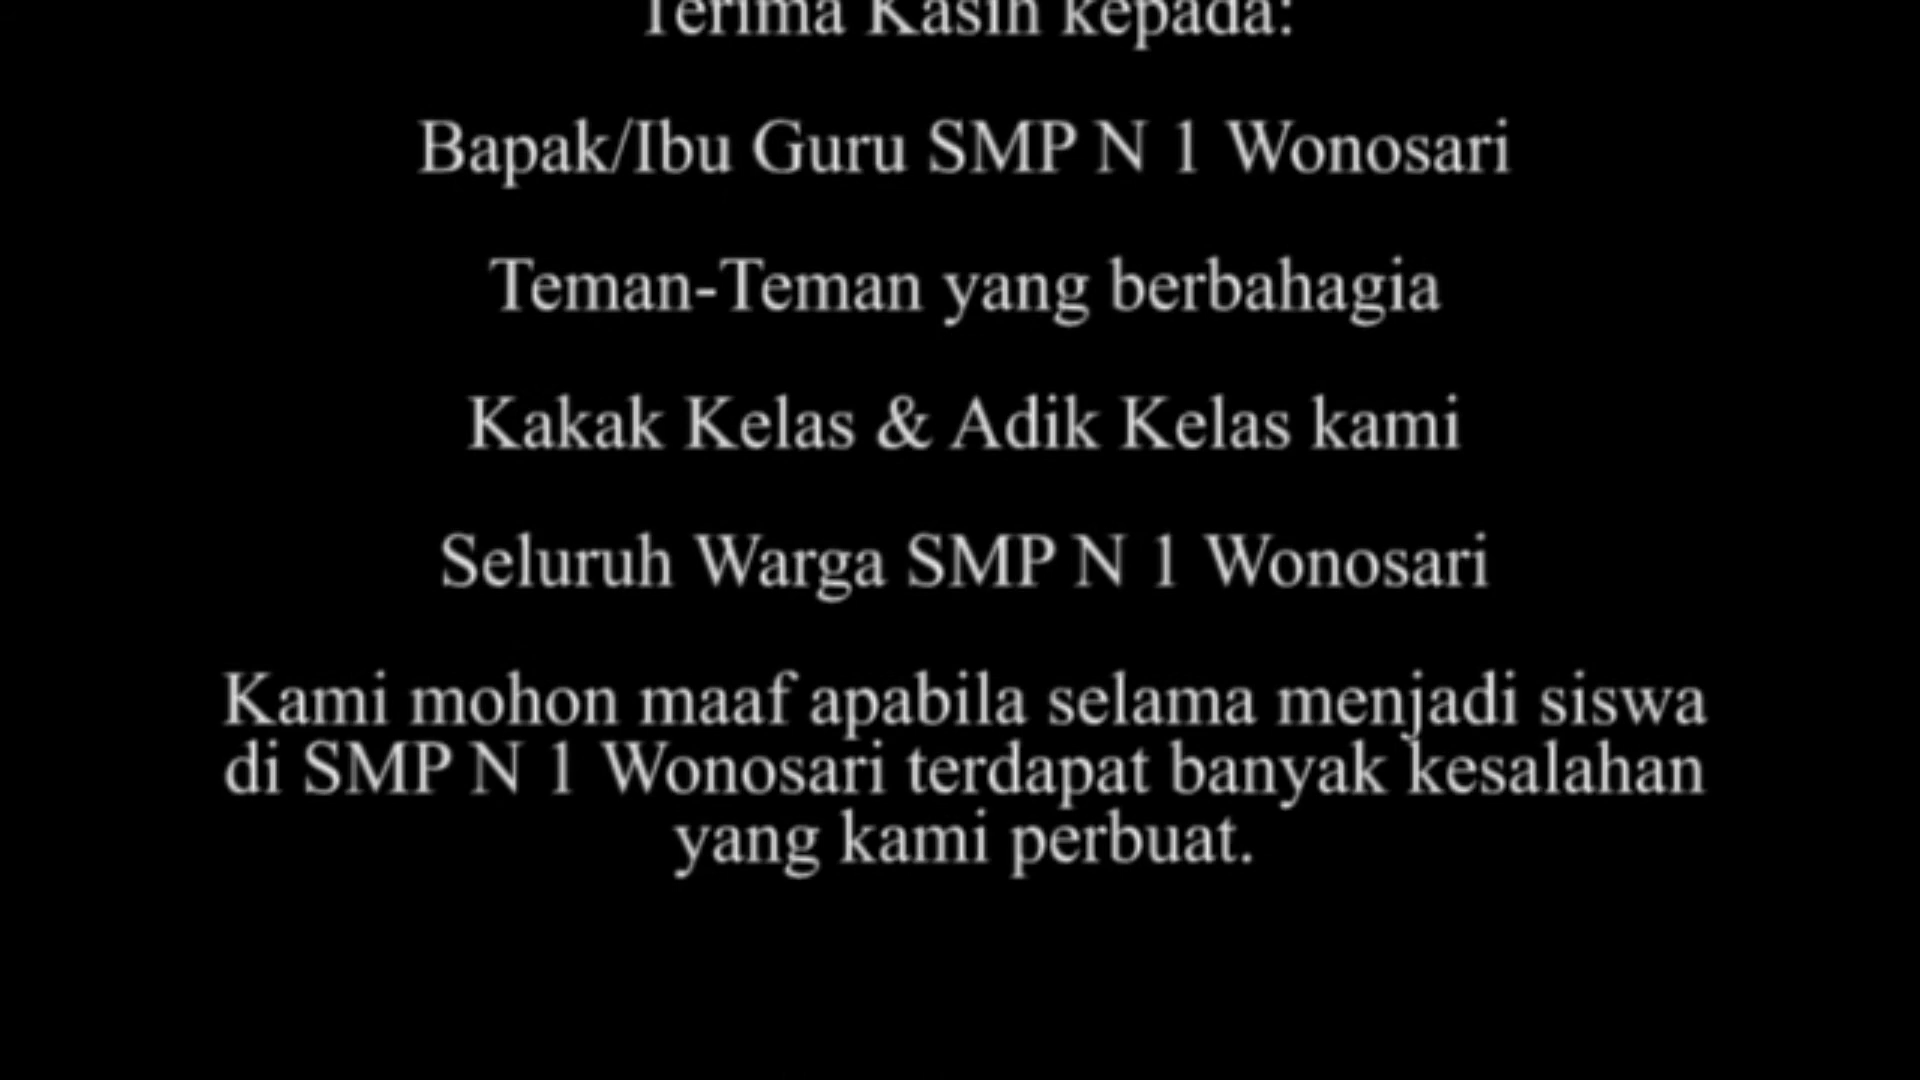 Terima Kasih kepada:
Bapak/Ibu Guru SMP N 1 Wonosari
Teman-Teman yang berbahagia
Kakak Kelas & Adik Kelas kami
Seluruh Warga SMP N 1 Wonosari
Kami mohon maaf apabila selama menjadi siswa
di SMP N 1 Wonosari terdapat banyak kesalahan
yang kami perbuat.